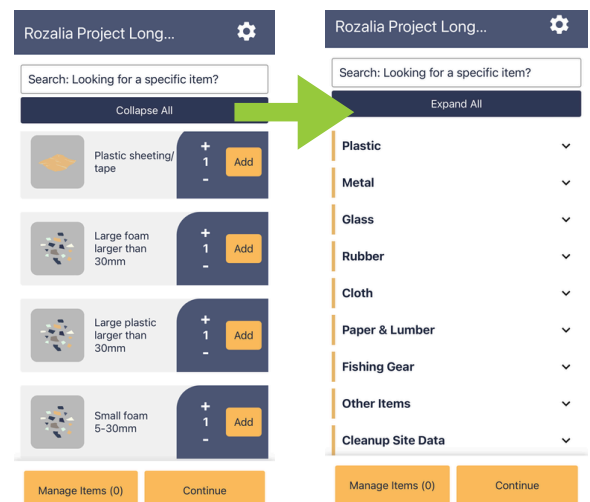 Rozalia Project Long...
Search: Looking for a specific item?
Collapse All
Plastic sheeting/
tape
+
1
-
Add
Large foam
larger than
30mm
+
1
-
Add
Large plastic
larger than
30mm
+
1
-
Add
Small foam
5-30mm
+
1
-
Add
Manage Items (0)
Continue
Rozalia Project Long...
Search: Looking for a specific item?
Expand All
Plastic
Metal
Glass
Rubber
Cloth
Paper & Lumber
Fishing Gear
Other Items
Cleanup Site Data
Manage Items (0)
Continue